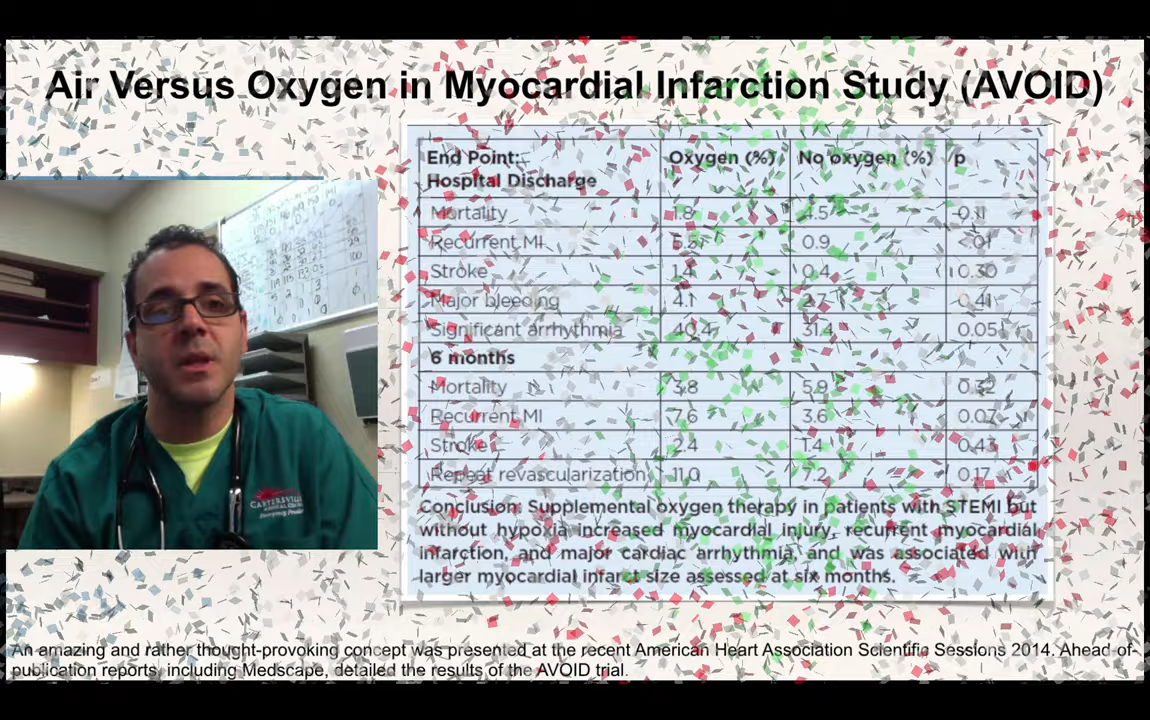 Air Versus Oxygen in Myocardial Infarction Study (AVOID)
End Point: Oxygen (%) No oxygen (%) p
Hospital Discharge
Mortality 1.8 4.5 0.11
Recurrent MI 5.5 0.9 <.01
Stroke 1.4 0.4 0.30
Major bleeding 4.1 2.7 0.41
Significant arrhythmia 40.4 31.4 0.05
6 months
Mortality 3.8 5.9 0.32
Recurrent MI 7.6 3.6 0.07
Stroke 2.4 1.4 0.43
Repeat revascularization 11.0 7.2 0.17
Conclusion: Supplemental oxygen therapy in patients with STEMI but
without hypoxia increased myocardial injury, recurrent myocardial
infarction, and major cardiac arrhythmia, and was associated with
larger myocardial infarct size assessed at six months.
CARTERSVILLE
An amazing and rather thought-provoking concept was presented at the recent American Heart Association Scientific Sessions 2014. Ahead-of-
publication reports, including Medscape, detailed the results of the AVOID trial.